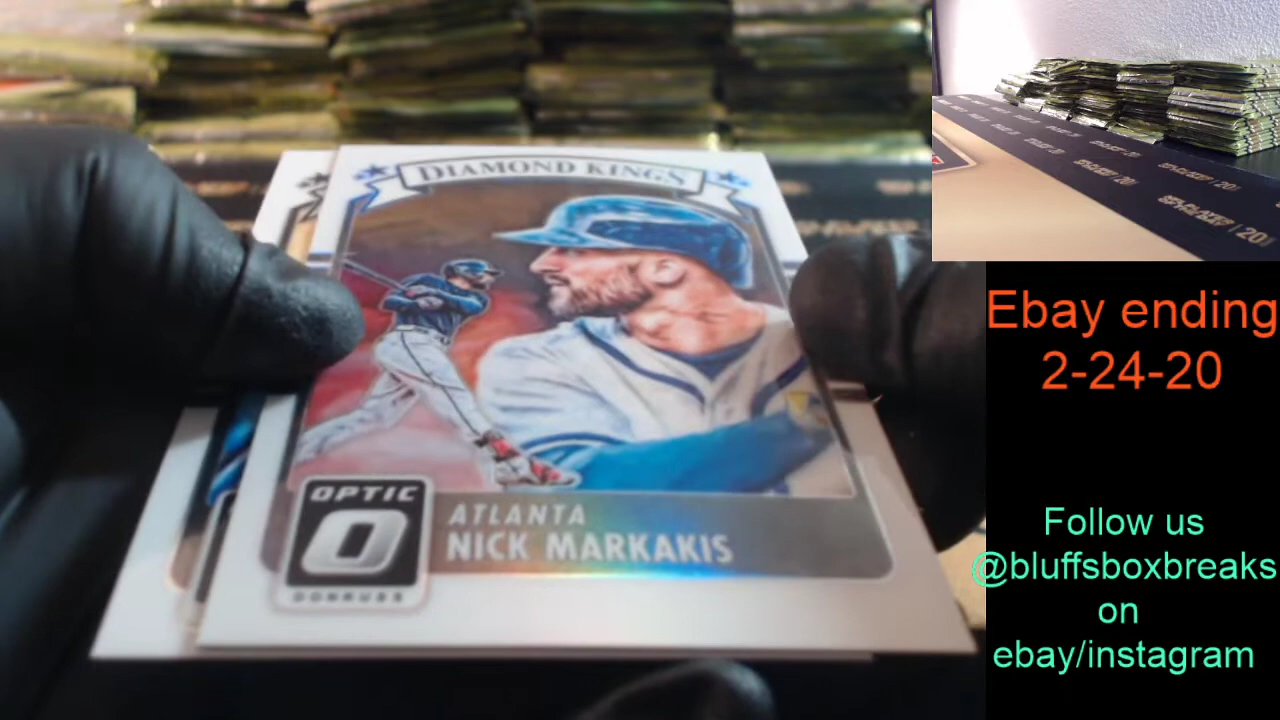 DIAMOND KINGS
OPTIC
DONRUSS
ATLANTA
NICK MARKAKIS
Ebay ending
2-24-20
Follow us
@bluffsboxbreaks
on
ebay/instagram